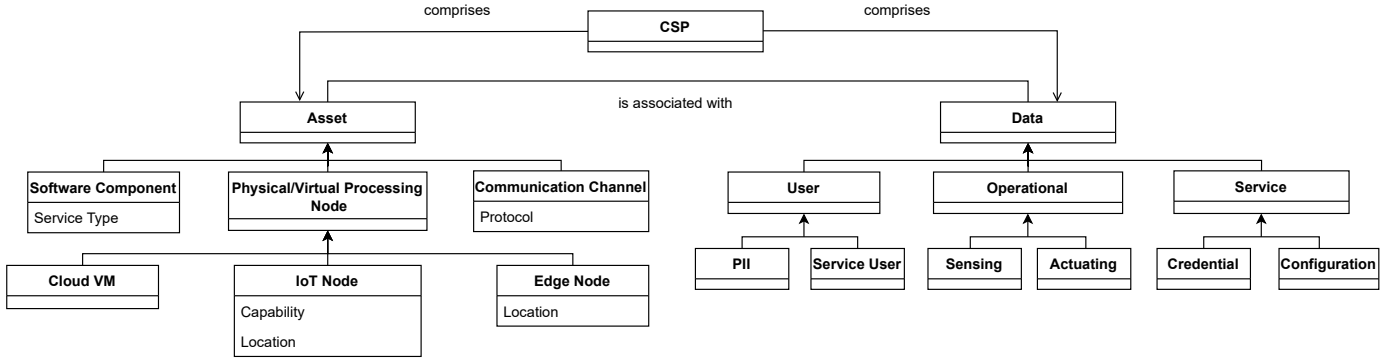 comprises
comprises
CSP
is associated with
Asset
Data
Software Component
Service Type
Physical/Virtual Processing
Node
Communication Channel
Protocol
User
Operational
Service
Cloud VM
IoT Node
Capability
Location
Edge Node
Location
PII
Service User
Sensing
Actuating
Credential
Configuration